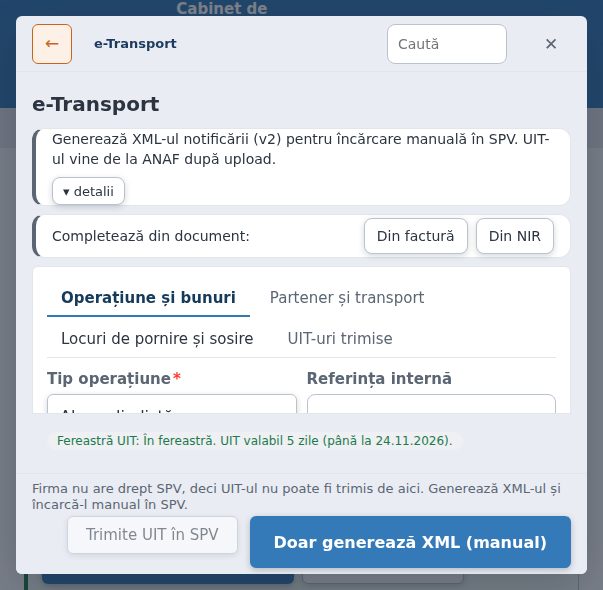 Cabinet de
←
e-Transport
Caută
✕
e-Transport
Generează XML-ul notificării (v2) pentru încărcare manuală în SPV. UIT-
ul vine de la ANAF după upload.
▾ detalii
Completează din document:
Din factură
Din NIR
Operațiune și bunuri
Partener și transport
Locuri de pornire și sosire
UIT-uri trimise
Tip operațiune*
Referința internă
Fereastră UIT: În fereastră. UIT valabil 5 zile (până la 24.11.2026).
Firma nu are drept SPV, deci UIT-ul nu poate fi trimis de aici. Generează XML-ul și
încarcă-l manual în SPV.
Trimite UIT în SPV
Doar generează XML (manual)